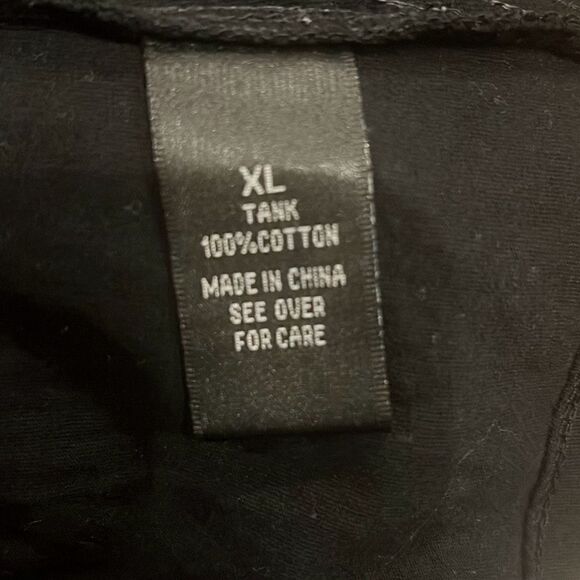 XL
TANK
100%COTTON
MADE IN CHINA
SEE OVER
FOR CARE